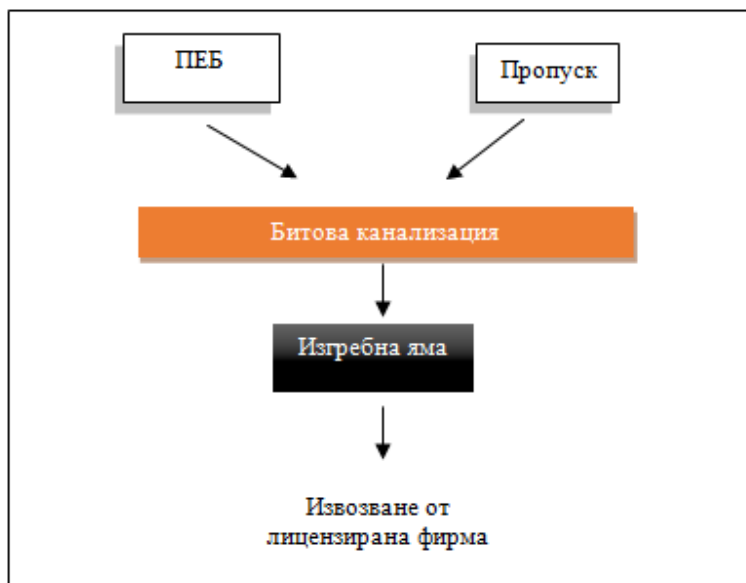 ПЕБ
Пропуск
Битова канализация
Изгребна яма
Извозване от
лицензирана фирма